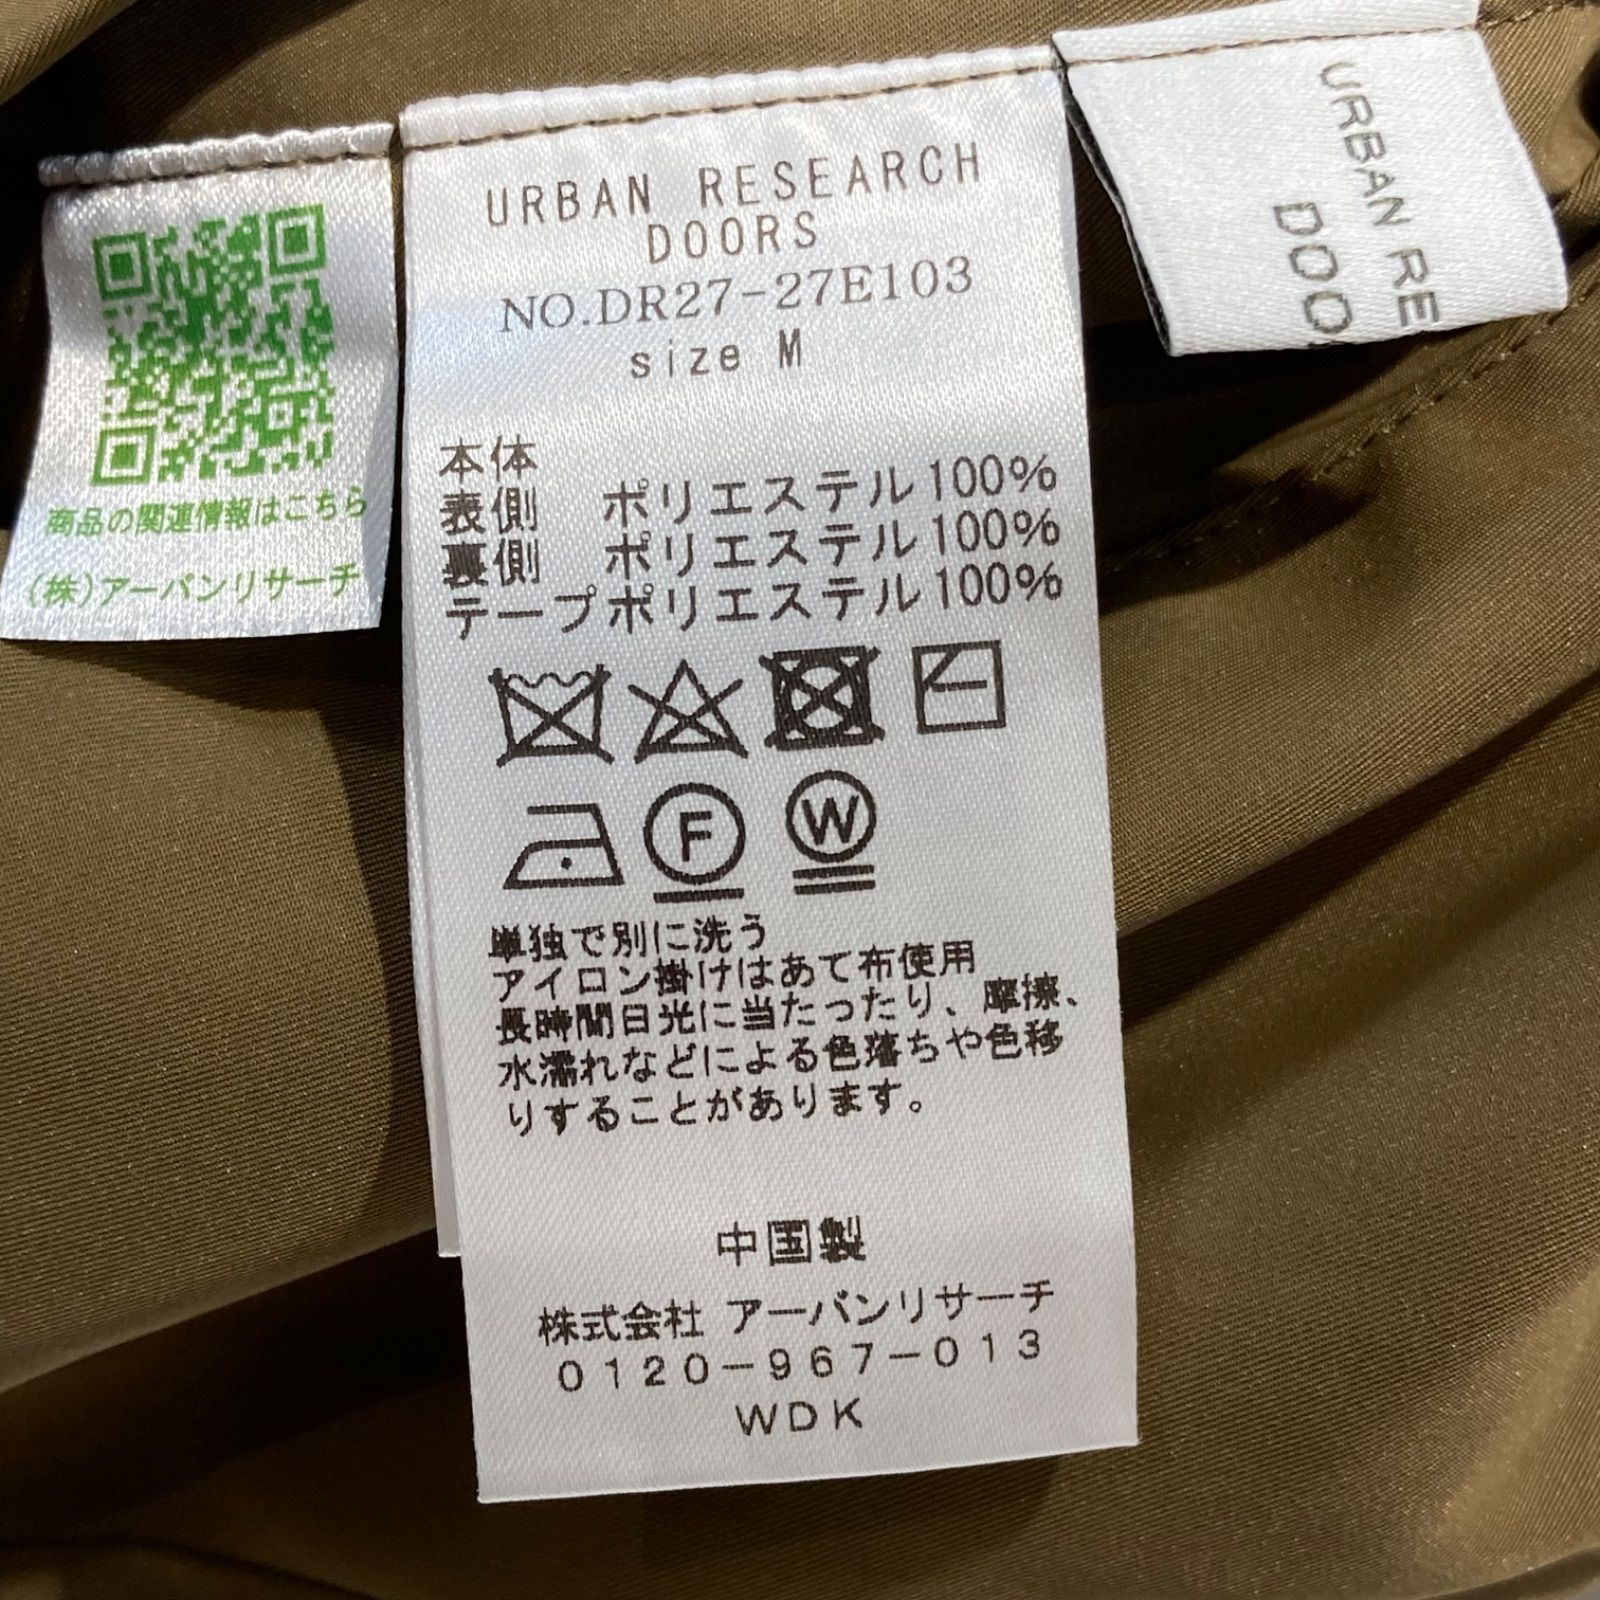 商品の関連情報はこちら
(株)アーバンリサーチ
URBAN RESEARCH
DOORS
NO.DR27-27E103
size M
本体
表側 ポリエステル100%
裏側 ポリエステル100%
テープポリエステル100%
F
W
単独で別に洗う
アイロン掛けはあて布使用
長時間日光に当たったり、摩擦、
水濡れなどによる色落ちや色移
りすることがあります。
中国製
株式会社 アーバンリサーチ
0120-967-013
WDK
URBAN RE
DOO